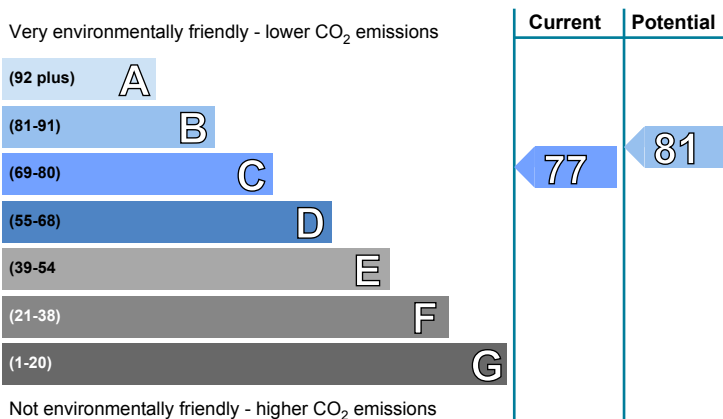 Current Potential
Very environmentally friendly - lower CO2 emissions
(92 plus) A
(81-91) B
(69-80) C
(55-68) D
(39-54 E
(21-38) F
(1-20) G
77 81
Not environmentally friendly - higher CO2 emissions